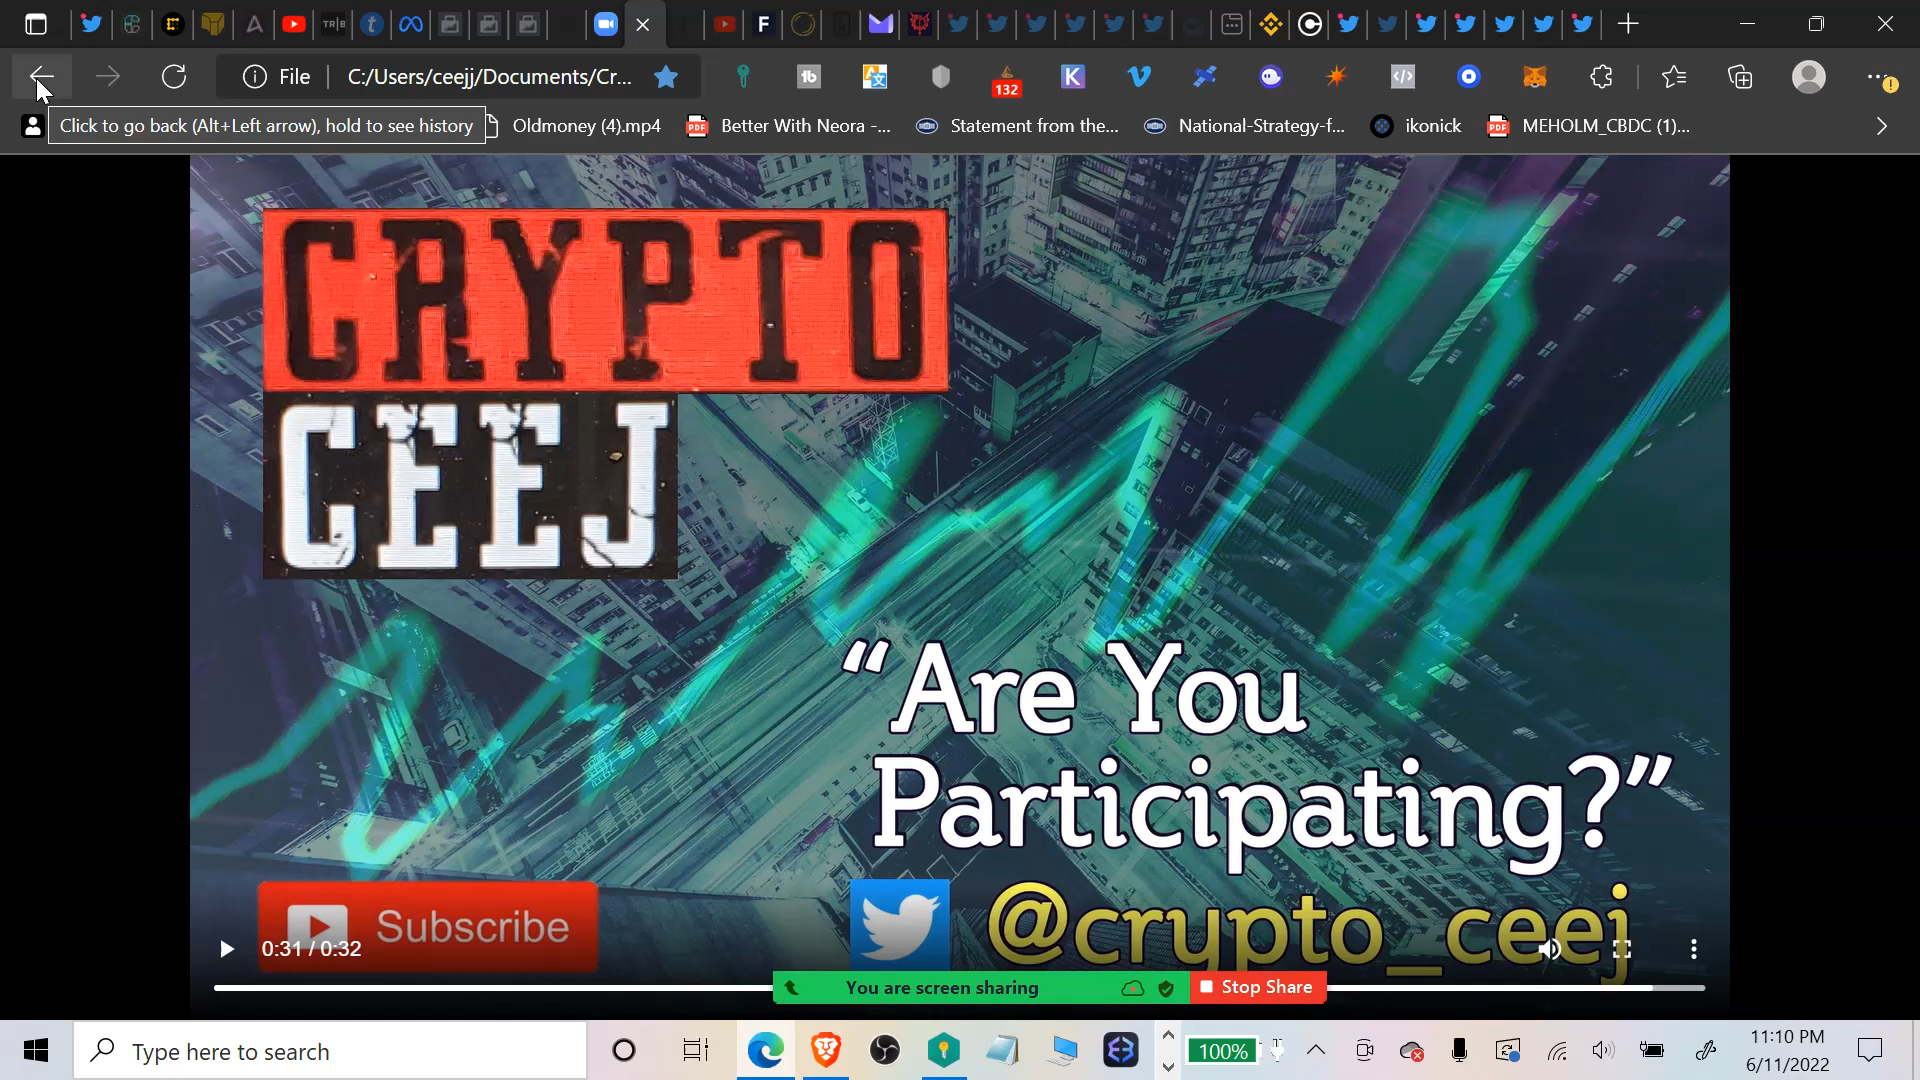 File
C:/Users/ceejj/Documents/Cr...
132
Click to go back (Alt+Left arrow), hold to see history
Oldmoney (4).mp4
Better With Neora -...
Statement from the...
National-Strategy-f...
ikonick
MEHOLM_CBDC (1)...
CRYPTO
CEEJ
“Are You
Participating?”
Subscribe
@crypto_ceej
0:31 / 0:32
You are screen sharing
Stop Share
Type here to search
100%
11:10 PM
6/11/2022